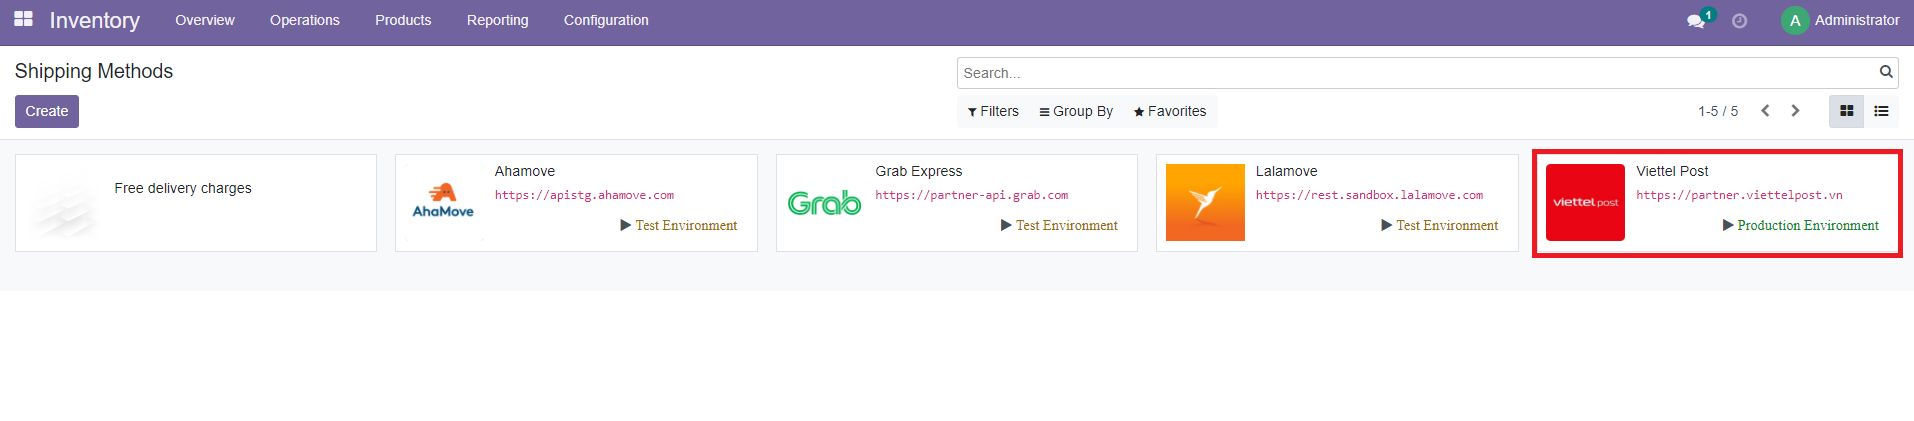 Inventory Overview Operations Products Reporting Configuration 1 A Administrator
Shipping Methods
Search...
Create
Filters Group By Favorites 1-5 / 5
Free delivery charges
AhaMove
Ahamove
https://apistg.ahamove.com
Test Environment
Grab
Grab Express
https://partner-api.grab.com
Test Environment
Lalamove
https://rest.sandbox.lalamove.com
Test Environment
viettel post
Viettel Post
https://partner.viettelpost.vn
Production Environment